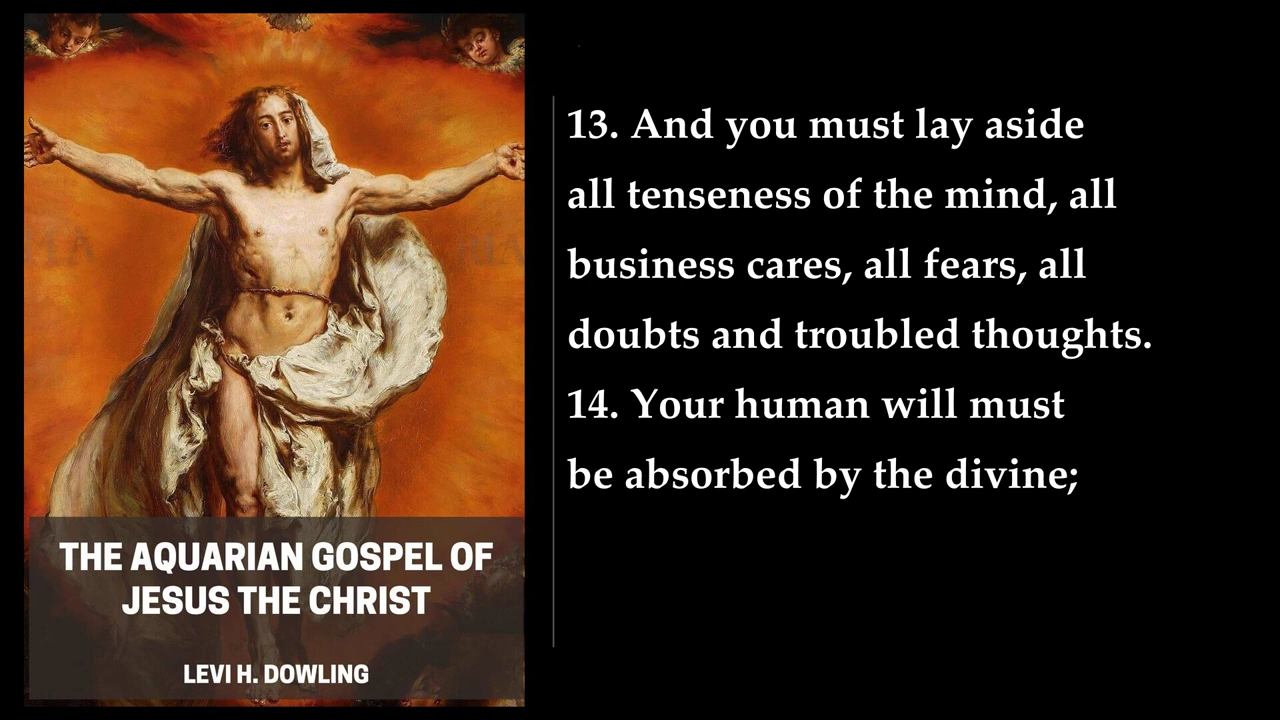 THE AQUARIAN GOSPEL OF
JESUS THE CHRIST
LEVI H. DOWLING
13. And you must lay aside
all tenseness of the mind, all
business cares, all fears, all
doubts and troubled thoughts.
14. Your human will must
be absorbed by the divine;